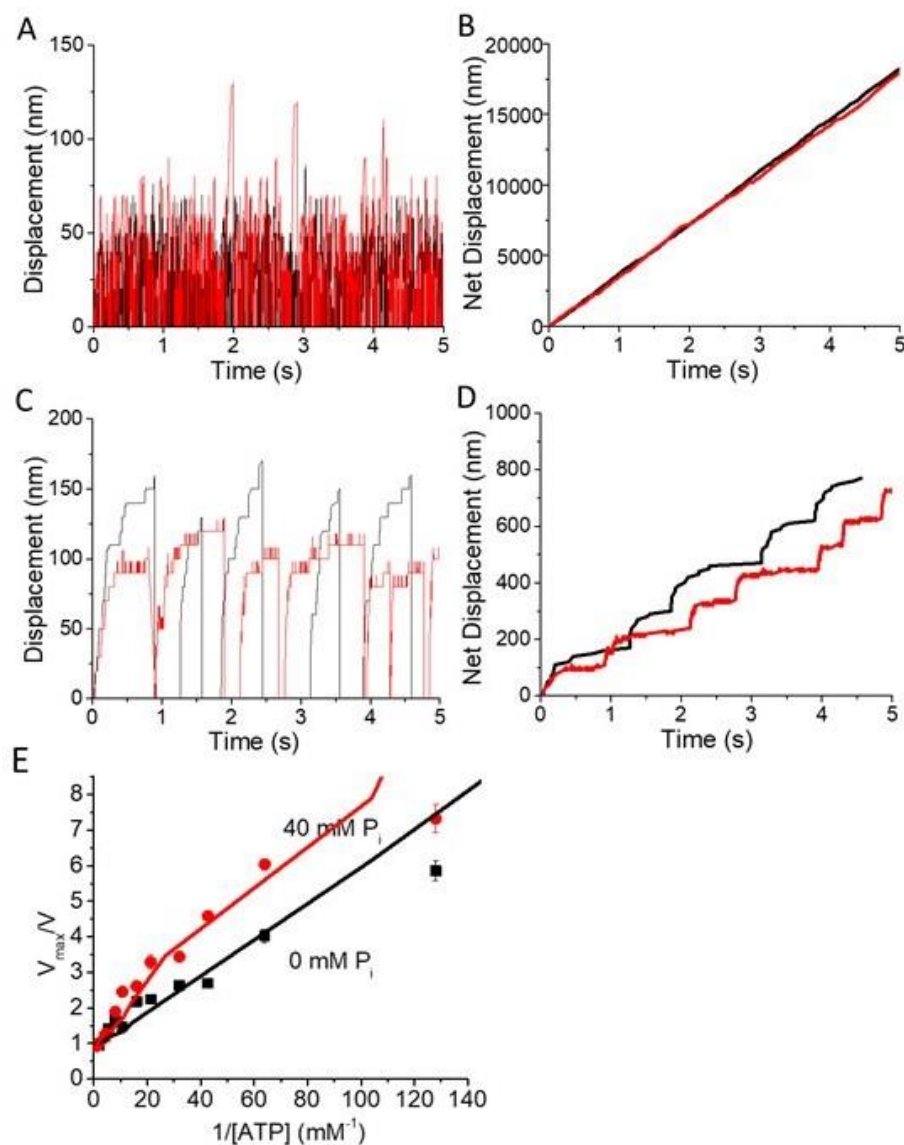 A
150
100
50
0
Displacement (nm)
0 1 2 3 4 5
Time (s)
B
20000
15000
10000
5000
0
Net Displacement (nm)
0 1 2 3 4 5
Time (s)
C
200
150
100
50
0
Displacement (nm)
0 1 2 3 4 5
Time (s)
D
1000
800
600
400
200
0
Net Displacement (nm)
0 1 2 3 4 5
Time (s)
E
8
7
6
5
4
3
2
1
0
Vmax/V
40 mM Pi
0 mM Pi
0 20 40 60 80 100 120 140
1/[ATP] (mM⁻¹)